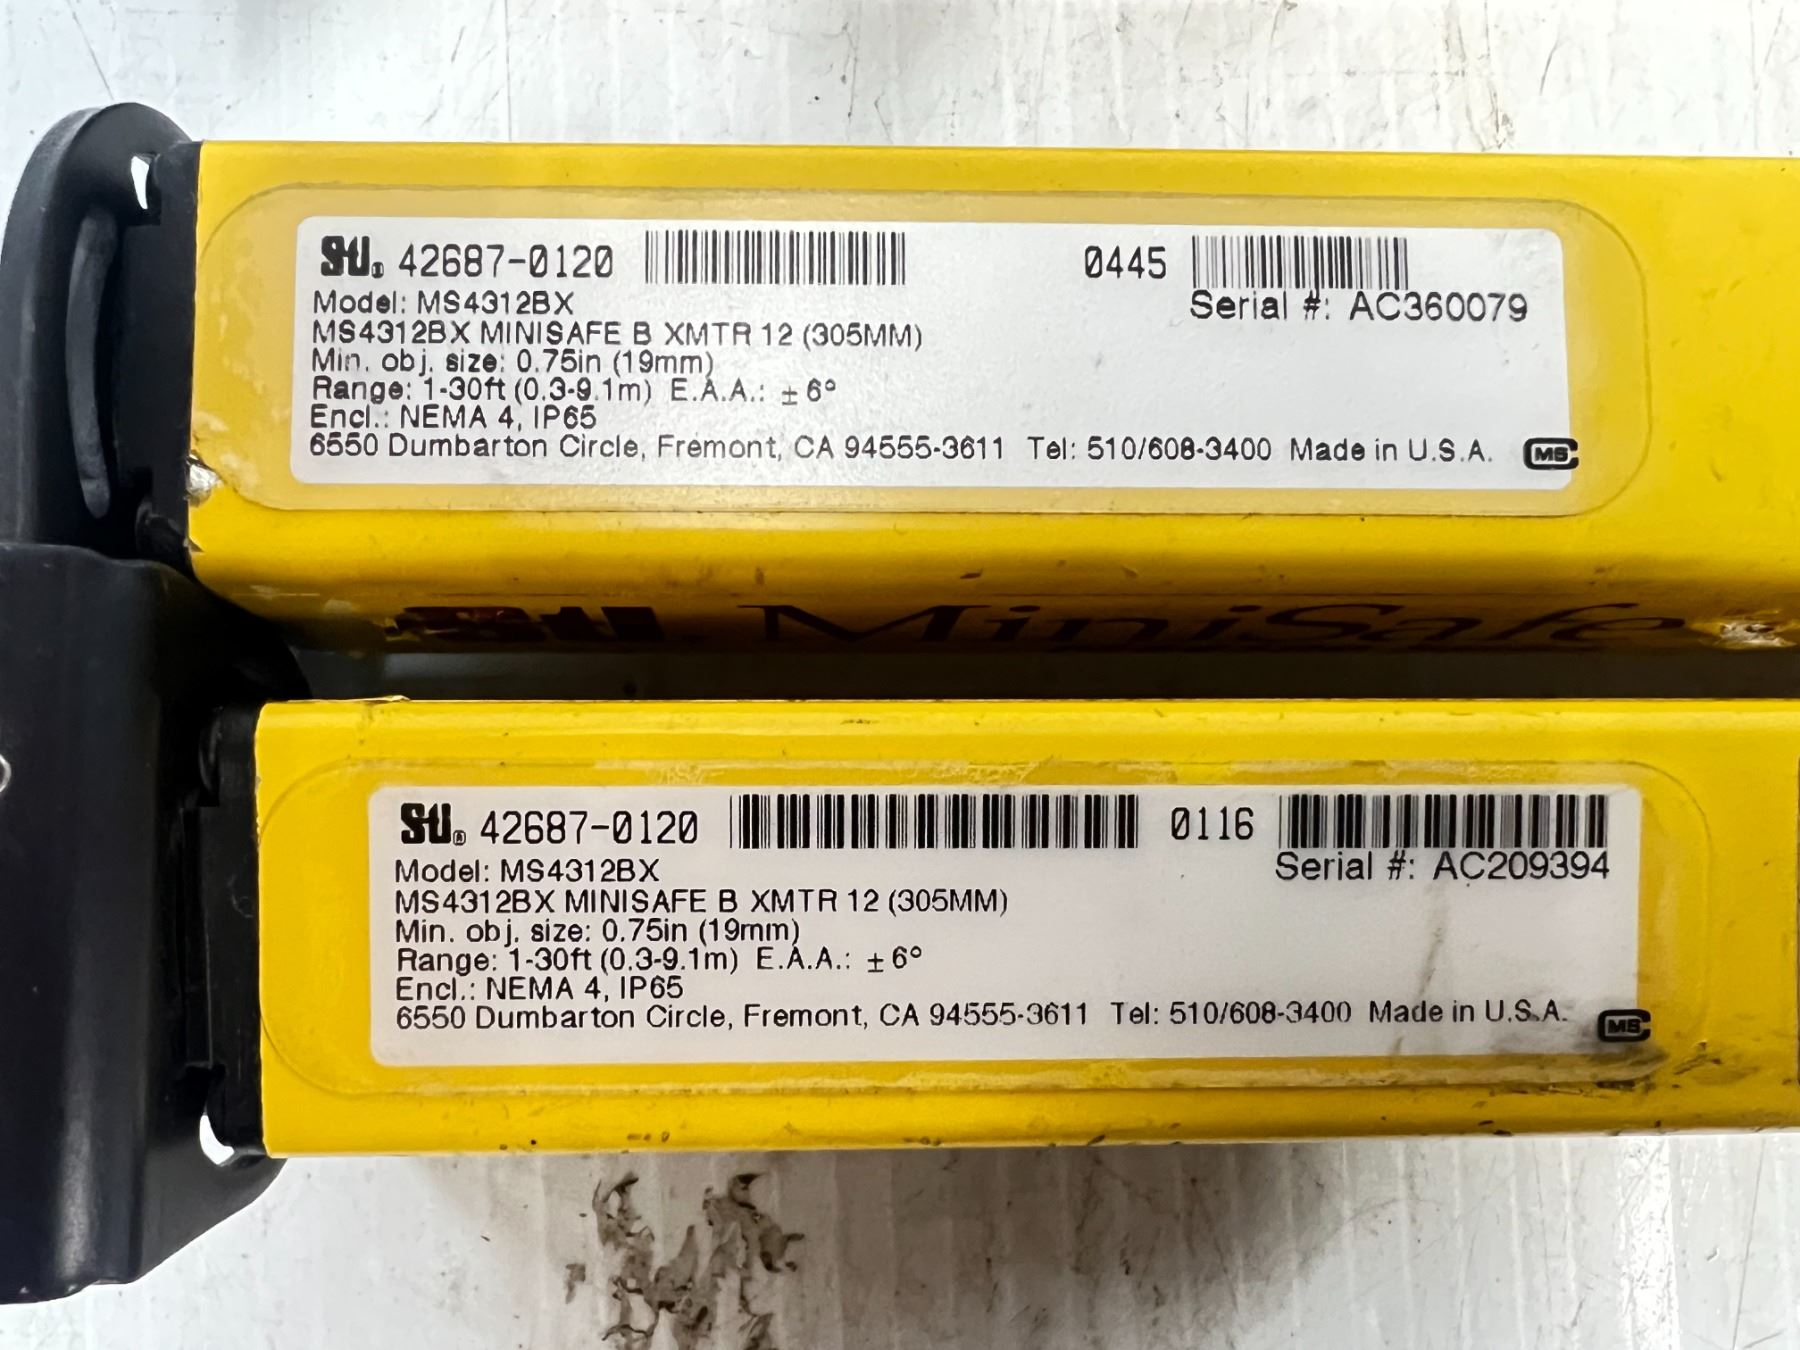 STI® 42687-0120 0445
Model: MS4312BX Serial #: AC360079
MS4312BX MINISAFE B XMTR 12 (305MM)
Min. obj. size: 0.75in (19mm)
Range: 1-30ft (0.3-9.1m) E.A.A.: ± 6°
Encl.: NEMA 4, IP65
6550 Dumbarton Circle, Fremont, CA 94555-3611 Tel: 510/608-3400 Made in U.S.A. CMS
STI. MiniSafe
STI® 42687-0120 0116
Model: MS4312BX Serial #: AC209394
MS4312BX MINISAFE B XMTR 12 (305MM)
Min. obj. size: 0.75in (19mm)
Range: 1-30ft (0.3-9.1m) E.A.A.: ± 6°
Encl.: NEMA 4, IP65
6550 Dumbarton Circle, Fremont, CA 94555-3611 Tel: 510/608-3400 Made in U.S.A. CMS